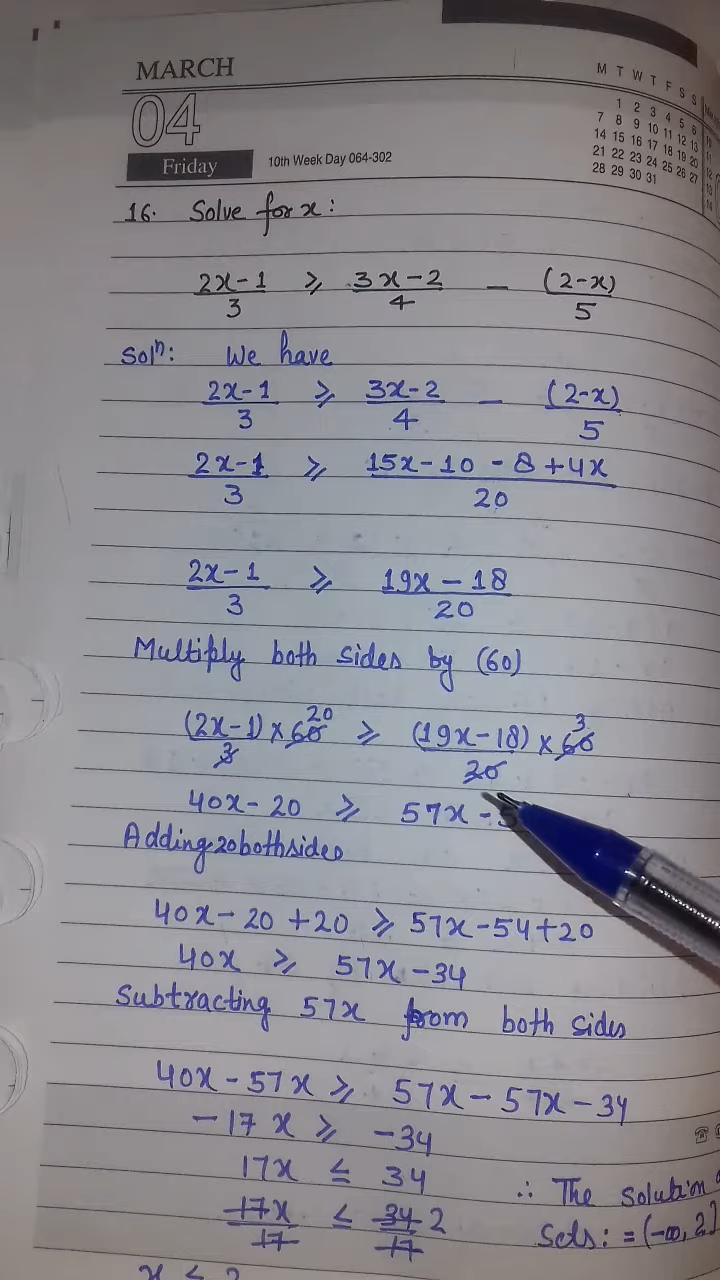 MARCH
04
Friday
10th Week Day 064-302
M T W T F S S
1 2 3 4 5 6
7 8 9 10 11 12 13
14 15 16 17 18 19 20
21 22 23 24 25 26 27
28 29 30 31
16. Solve for x :
(2x-1)/3 ⩾ (3x-2)/4 - (2-x)/5
Solⁿ: We have
(2x-1)/3 ⩾ (3x-2)/4 - (2-x)/5
(2x-1)/3 ⩾ (15x-10-8+4x)/20
(2x-1)/3 ⩾ (19x-18)/20
Multiply both sides by (60)
(2x-1)/3 × 60 20 ⩾ (19x-18)/20 × 60 3
40x-20 ⩾ 57x -
Adding 20 both sides
40x-20+20 ⩾ 57x-54+20
40x ⩾ 57x-34
Subtracting 57x from both sides
40x-57x ⩾ 57x-57x-34
-17x ⩾ -34
17x ≤ 34
17x/17 ≤ 34/17 2
∴ The Solution
Sets: = (-∞, 2]